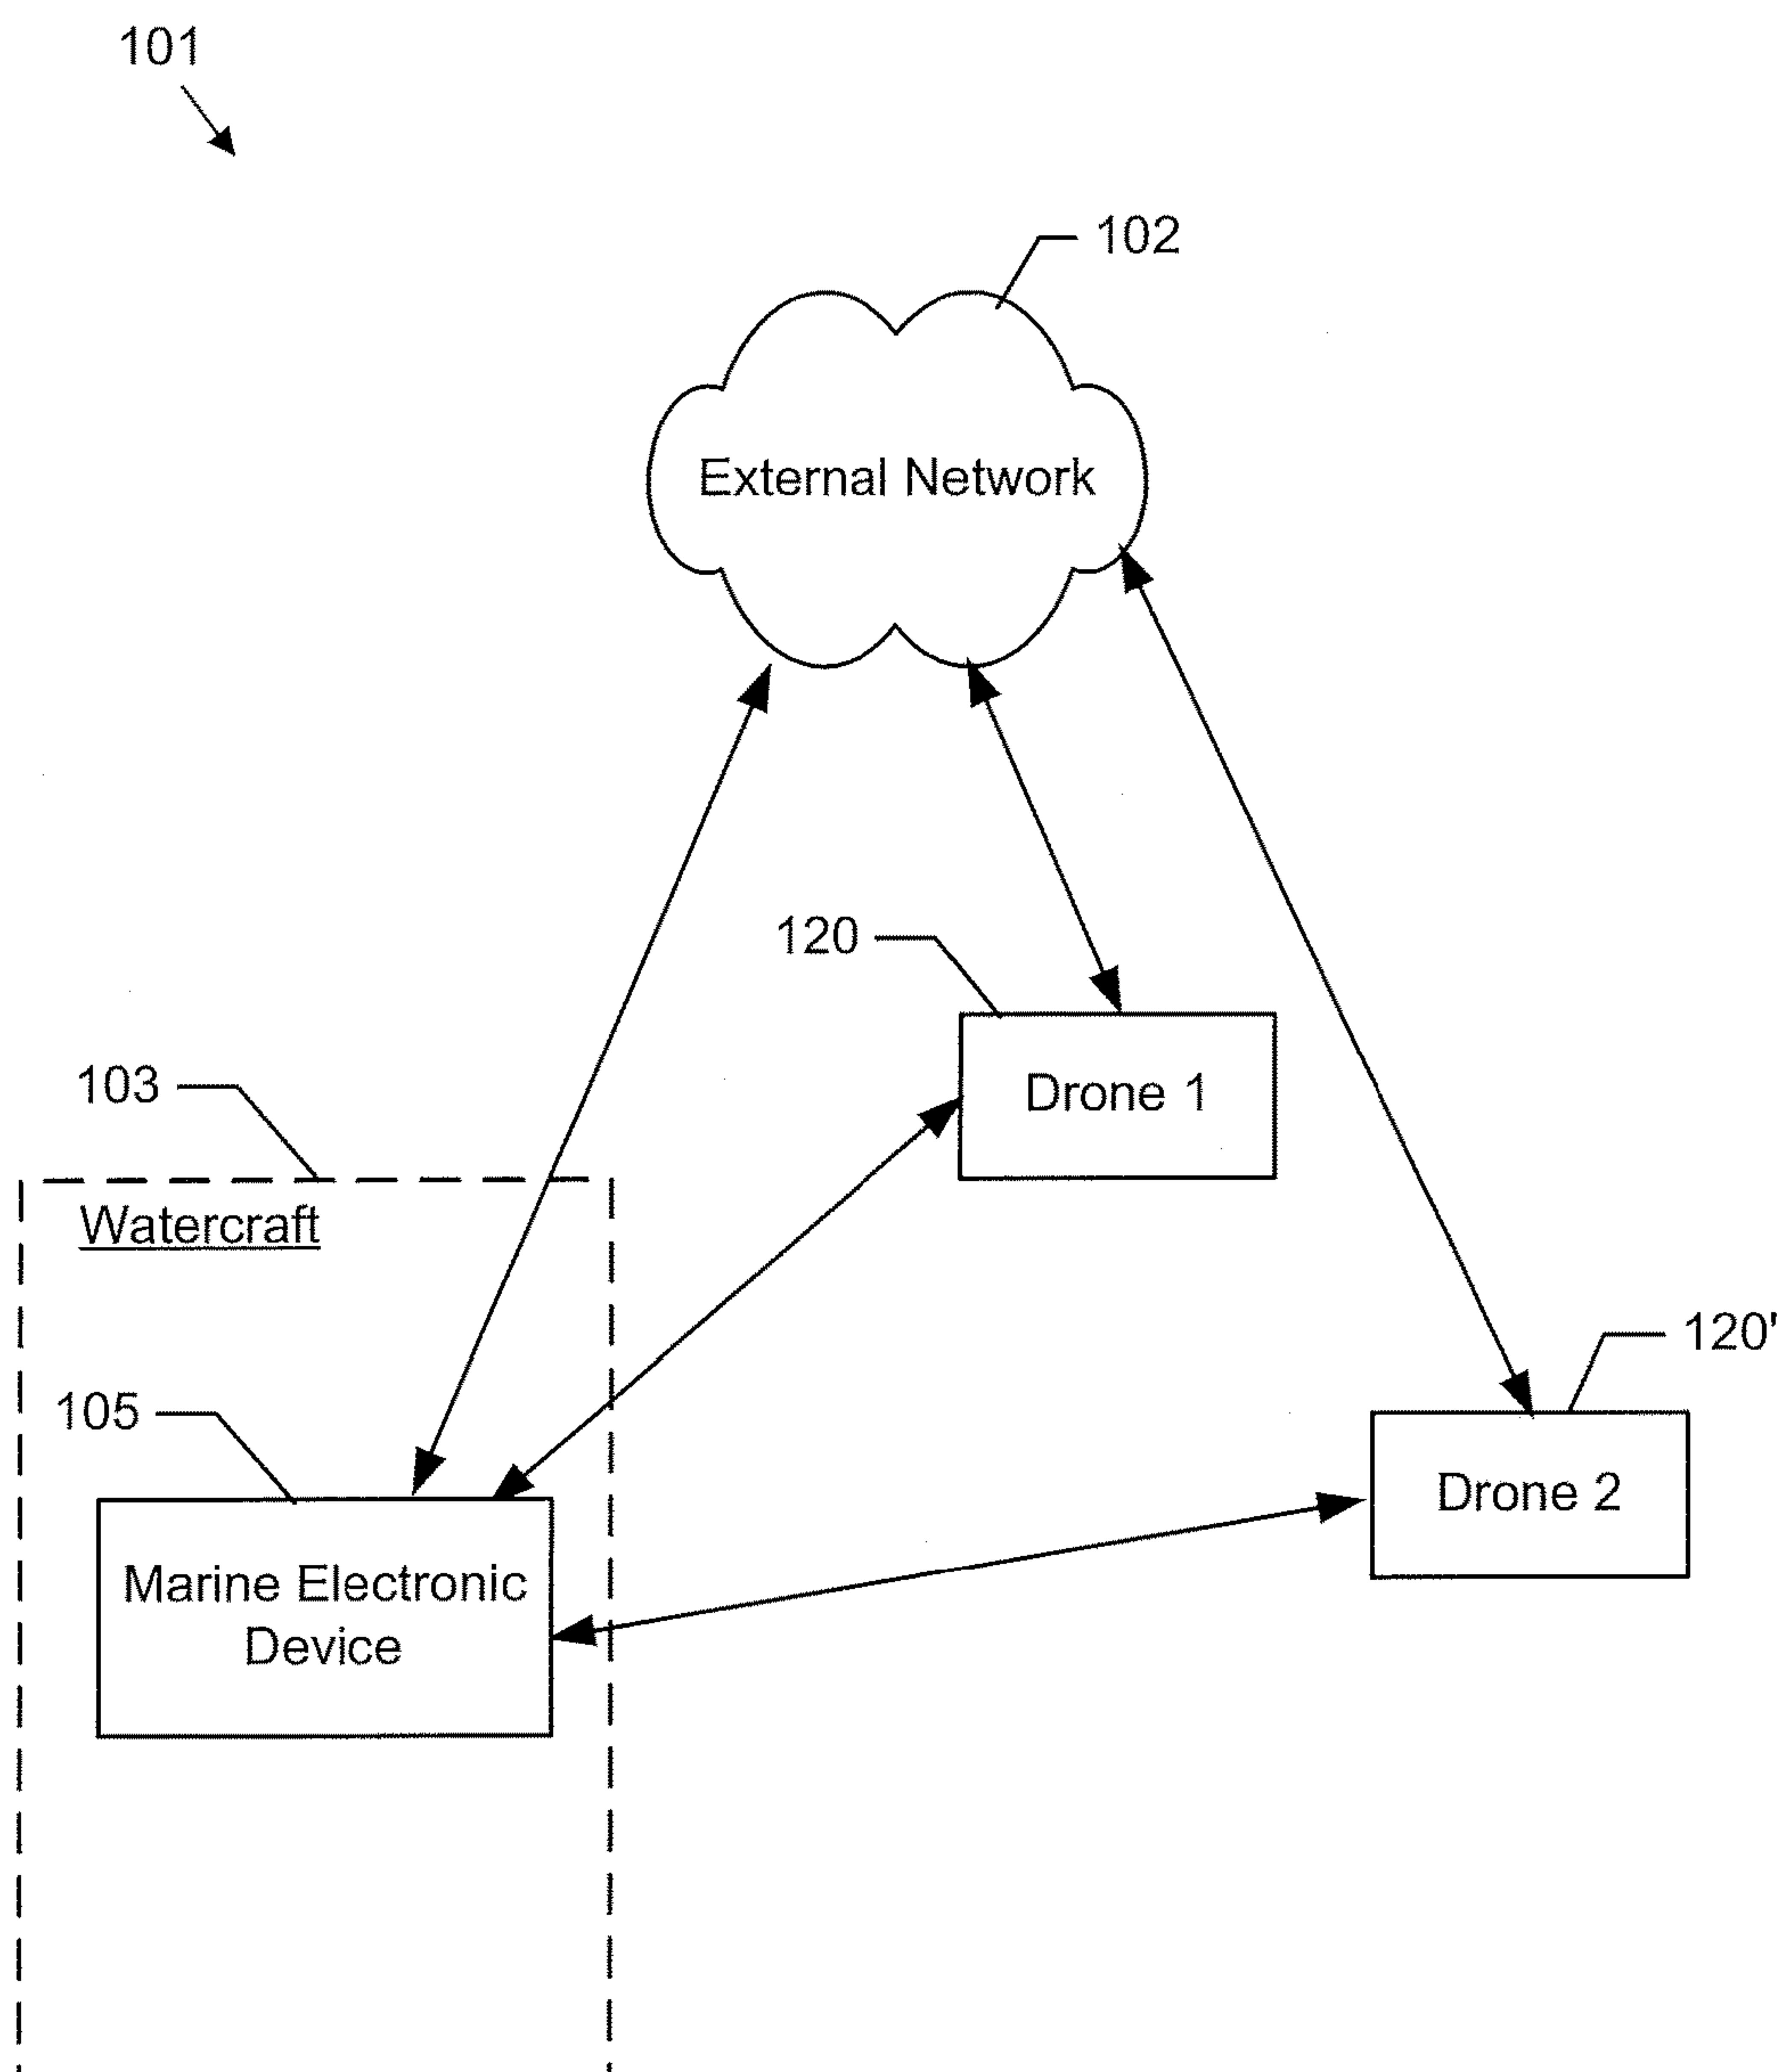 101
102
External Network
120
Drone 1
103
Watercraft
120'
105
Drone 2
Marine Electronic
Device